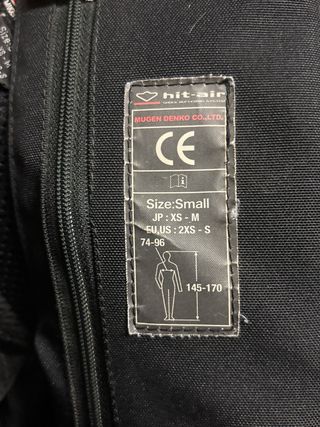 hit-air
MUGEN DENKO CO.,LTD.
CE
Size:Small
JP : XS - M
EU,US : 2XS - S
74-96
145-170